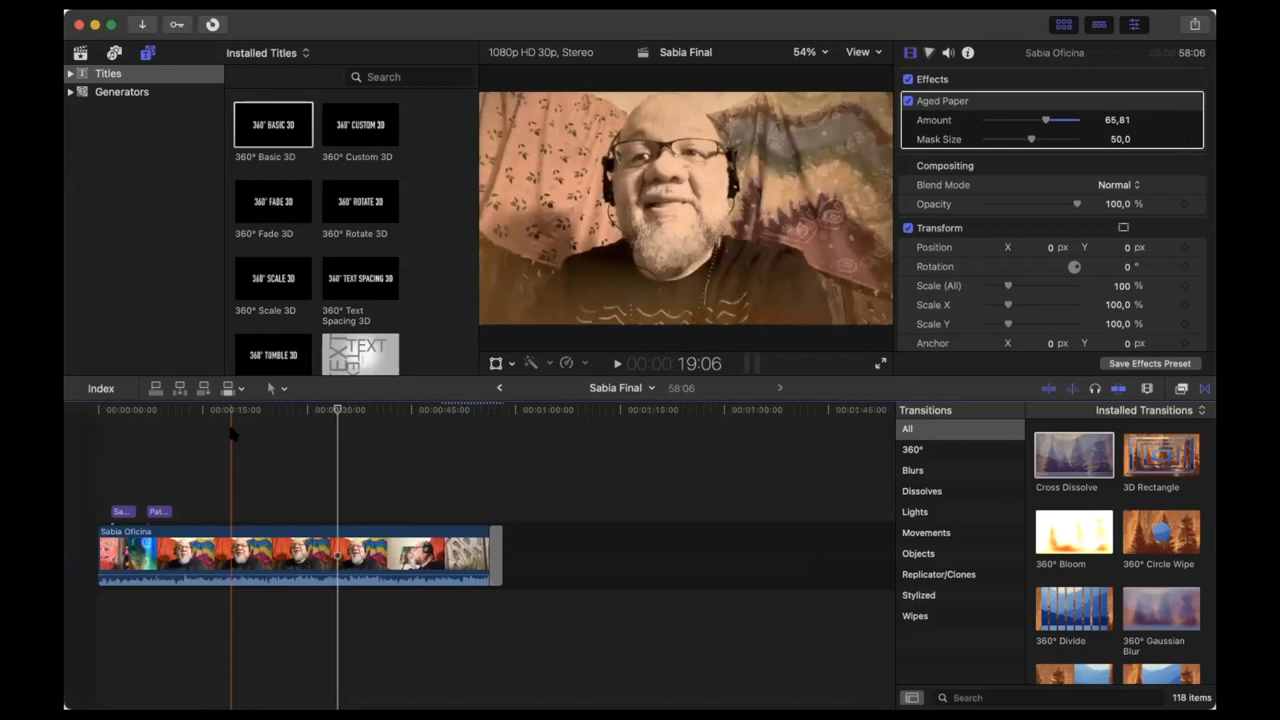 Installed Titles
1080p HD 30p, Stereo
Sabia Final
54%
View
Sabia Oficina
00:00
58:06
Titles
Generators
Search
360° BASIC 3D
360° CUSTOM 3D
360° Basic 3D
360° Custom 3D
360° FADE 3D
360° ROTATE 3D
360° Fade 3D
360° Rotate 3D
360° SCALE 3D
360° TEXT SPACING 3D
360° Scale 3D
360° Text
Spacing 3D
360° TUMBLE 3D
TEXT
Effects
Aged Paper
Amount 65,81
Mask Size 50,0
Compositing
Blend Mode Normal
Opacity 100,0 %
Transform
Position X 0 px Y 0 px
Rotation 0 °
Scale (All) 100 %
Scale X 100,0 %
Scale Y 100,0 %
Anchor X 0 px Y 0 px
00:00:19:06
Save Effects Preset
Index
Sabia Final
58:06
00:00:00:00
00:00:15:00
00:00:30:00
00:00:45:00
00:01:00:00
00:01:15:00
00:01:30:00
00:01:45:00
Sa...
Pat...
Sabia Oficina
Transitions
Installed Transitions
All
360°
Blurs
Dissolves
Lights
Movements
Objects
Replicator/Clones
Stylized
Wipes
Cross Dissolve
3D Rectangle
360° Bloom
360° Circle Wipe
360° Divide
360° Gaussian
Blur
Search
118 items